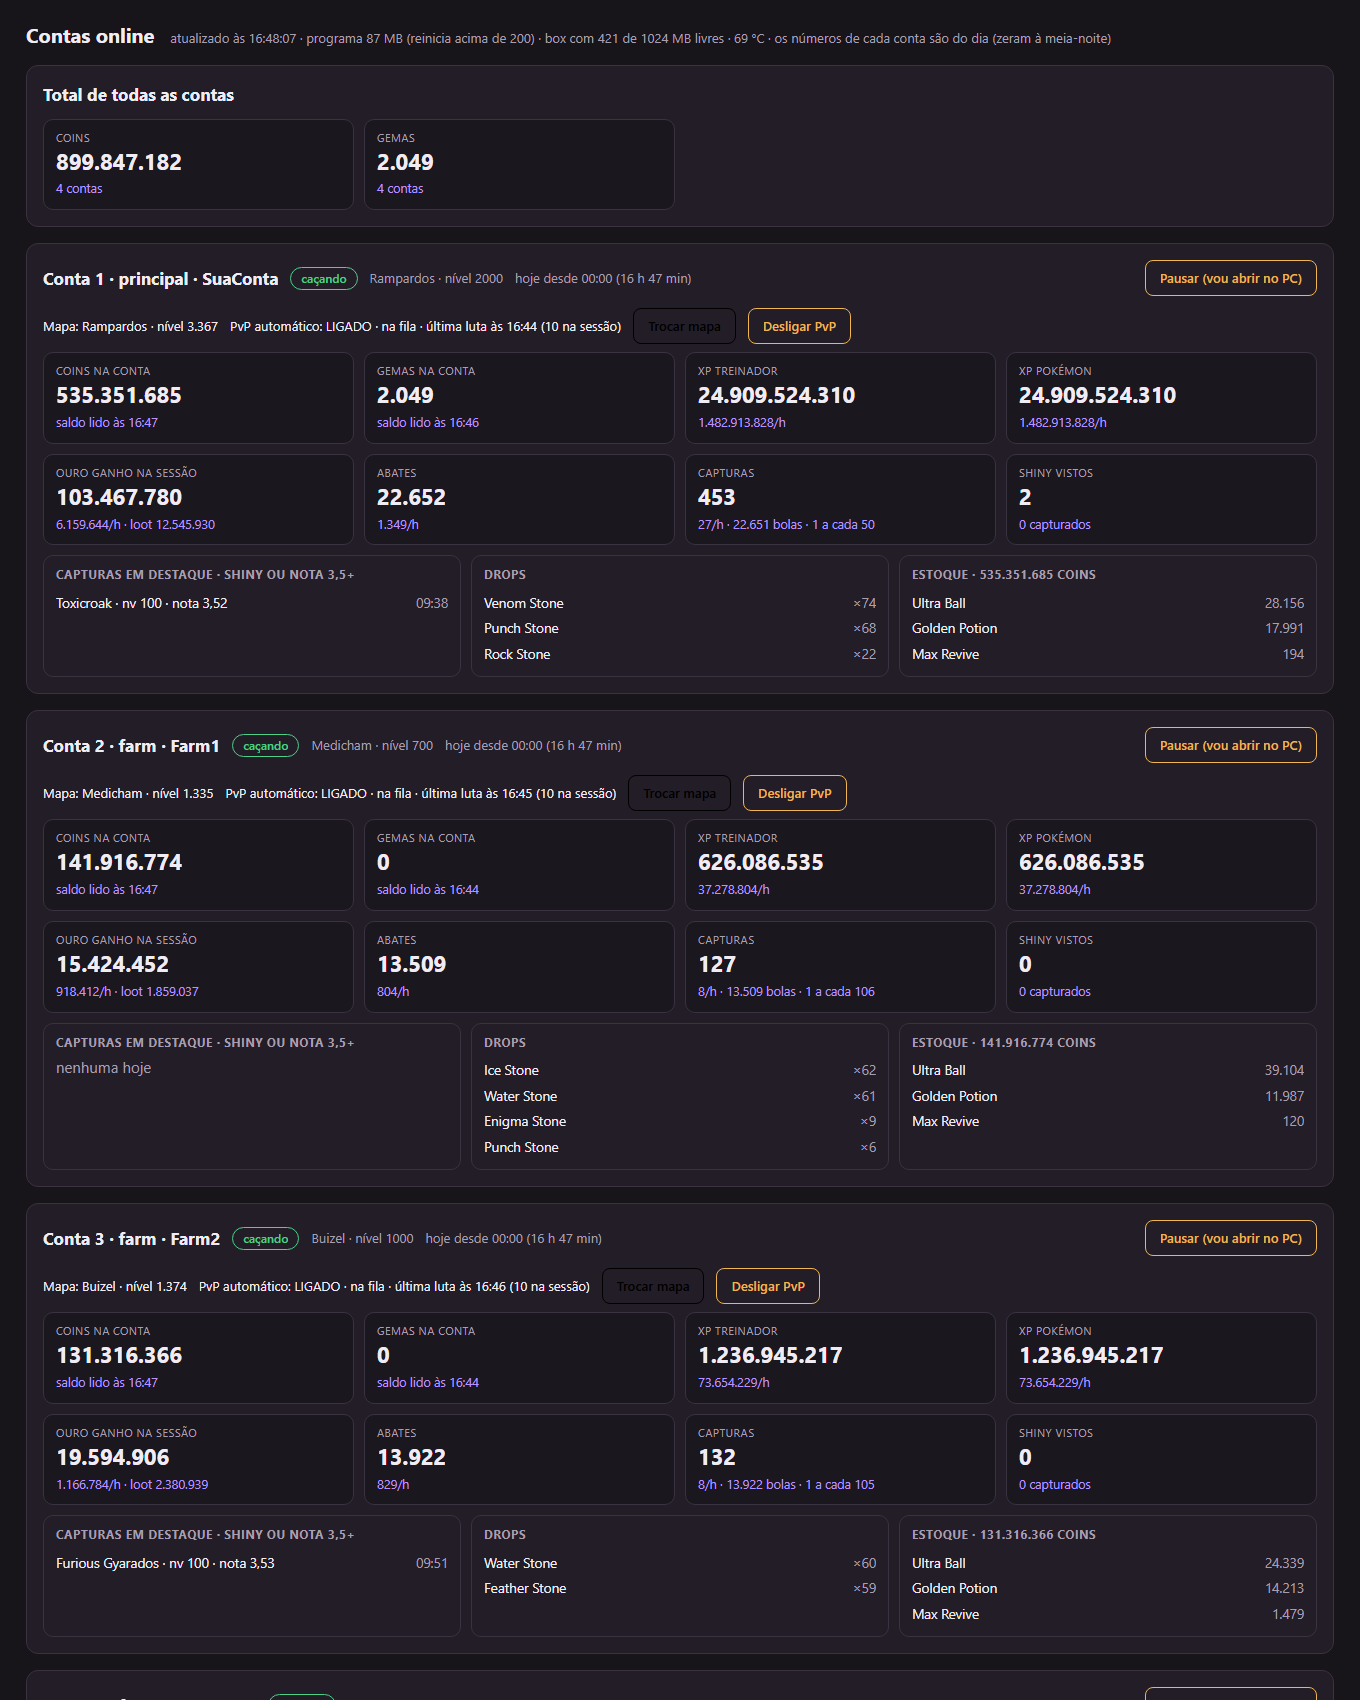 Contas online atualizado às 16:48:07 · programa 87 MB (reinicia acima de 200) · box com 421 de 1024 MB livres · 69 °C · os números de cada conta são do dia (zeram à meia-noite)
Total de todas as contas
COINS
899.847.182
4 contas
GEMAS
2.049
4 contas
Conta 1 · principal · SuaConta caçando Rampardos · nível 2000 hoje desde 00:00 (16 h 47 min) Pausar (vou abrir no PC)
Mapa: Rampardos · nível 3.367 PvP automático: LIGADO · na fila · última luta às 16:44 (10 na sessão) Trocar mapa Desligar PvP
COINS NA CONTA
535.351.685
saldo lido às 16:47
GEMAS NA CONTA
2.049
saldo lido às 16:46
XP TREINADOR
24.909.524.310
1.482.913.828/h
XP POKÉMON
24.909.524.310
1.482.913.828/h
OURO GANHO NA SESSÃO
103.467.780
6.159.644/h · loot 12.545.930
ABATES
22.652
1.349/h
CAPTURAS
453
27/h · 22.651 bolas · 1 a cada 50
SHINY VISTOS
2
0 capturados
CAPTURAS EM DESTAQUE · SHINY OU NOTA 3,5+
Toxicroak · nv 100 · nota 3,52 09:38
DROPS
Venom Stone ×74
Punch Stone ×68
Rock Stone ×22
ESTOQUE · 535.351.685 COINS
Ultra Ball 28.156
Golden Potion 17.991
Max Revive 194
Conta 2 · farm · Farm1 caçando Medicham · nível 700 hoje desde 00:00 (16 h 47 min) Pausar (vou abrir no PC)
Mapa: Medicham · nível 1.335 PvP automático: LIGADO · na fila · última luta às 16:45 (10 na sessão) Trocar mapa Desligar PvP
COINS NA CONTA
141.916.774
saldo lido às 16:47
GEMAS NA CONTA
0
saldo lido às 16:44
XP TREINADOR
626.086.535
37.278.804/h
XP POKÉMON
626.086.535
37.278.804/h
OURO GANHO NA SESSÃO
15.424.452
918.412/h · loot 1.859.037
ABATES
13.509
804/h
CAPTURAS
127
8/h · 13.509 bolas · 1 a cada 106
SHINY VISTOS
0
0 capturados
CAPTURAS EM DESTAQUE · SHINY OU NOTA 3,5+
nenhuma hoje
DROPS
Ice Stone ×62
Water Stone ×61
Enigma Stone ×9
Punch Stone ×6
ESTOQUE · 141.916.774 COINS
Ultra Ball 39.104
Golden Potion 11.987
Max Revive 120
Conta 3 · farm · Farm2 caçando Buizel · nível 1000 hoje desde 00:00 (16 h 47 min) Pausar (vou abrir no PC)
Mapa: Buizel · nível 1.374 PvP automático: LIGADO · na fila · última luta às 16:46 (10 na sessão) Trocar mapa Desligar PvP
COINS NA CONTA
131.316.366
saldo lido às 16:47
GEMAS NA CONTA
0
saldo lido às 16:44
XP TREINADOR
1.236.945.217
73.654.229/h
XP POKÉMON
1.236.945.217
73.654.229/h
OURO GANHO NA SESSÃO
19.594.906
1.166.784/h · loot 2.380.939
ABATES
13.922
829/h
CAPTURAS
132
8/h · 13.922 bolas · 1 a cada 105
SHINY VISTOS
0
0 capturados
CAPTURAS EM DESTAQUE · SHINY OU NOTA 3,5+
Furious Gyarados · nv 100 · nota 3,53 09:51
DROPS
Water Stone ×60
Feather Stone ×59
ESTOQUE · 131.316.366 COINS
Ultra Ball 24.339
Golden Potion 14.213
Max Revive 1.479